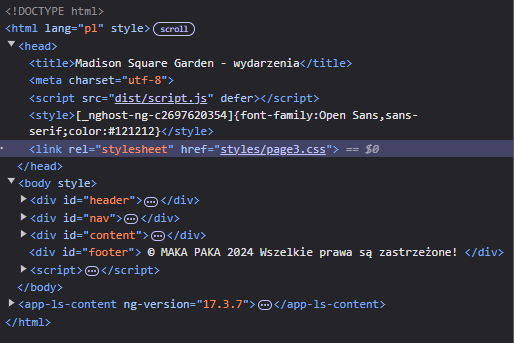 <!DOCTYPE html>
<html lang="pl" style> scroll
<head>
<title>Madison Square Garden - wydarzenia</title>
<meta charset="utf-8">
<script src="dist/script.js" defer></script>
<style>[_nghost-ng-c2697620354]{font-family:Open Sans,sans-
serif;color:#121212}</style>
<link rel="stylesheet" href="styles/page3.css"> == $0
</head>
<body style>
<div id="header">…</div>
<div id="nav">…</div>
<div id="content">…</div>
<div id="footer"> © MAKA PAKA 2024 Wszelkie prawa są zastrzeżone! </div>
<script>…</script>
</body>
<app-ls-content ng-version="17.3.7">…</app-ls-content>
</html>